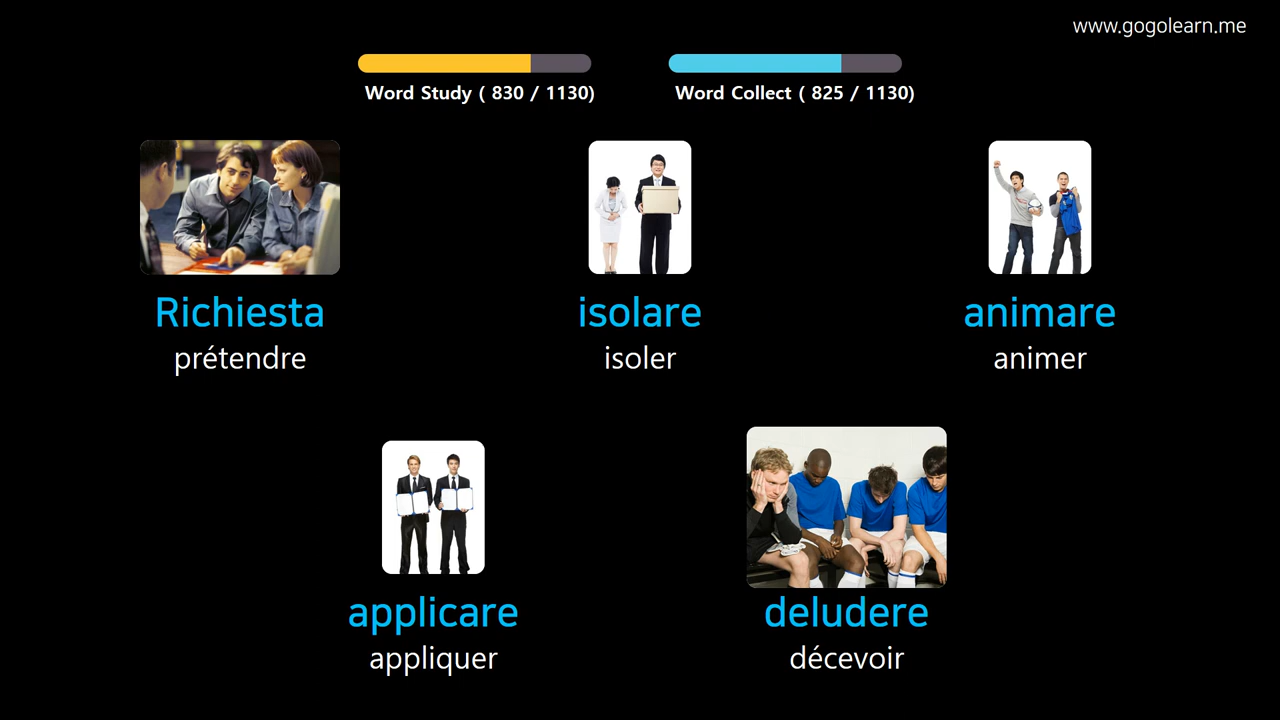 www.gogolearn.me
Word Study ( 830 / 1130)
Word Collect ( 825 / 1130)
Richiesta
prétendre
isolare
isoler
animare
animer
applicare
appliquer
deludere
décevoir